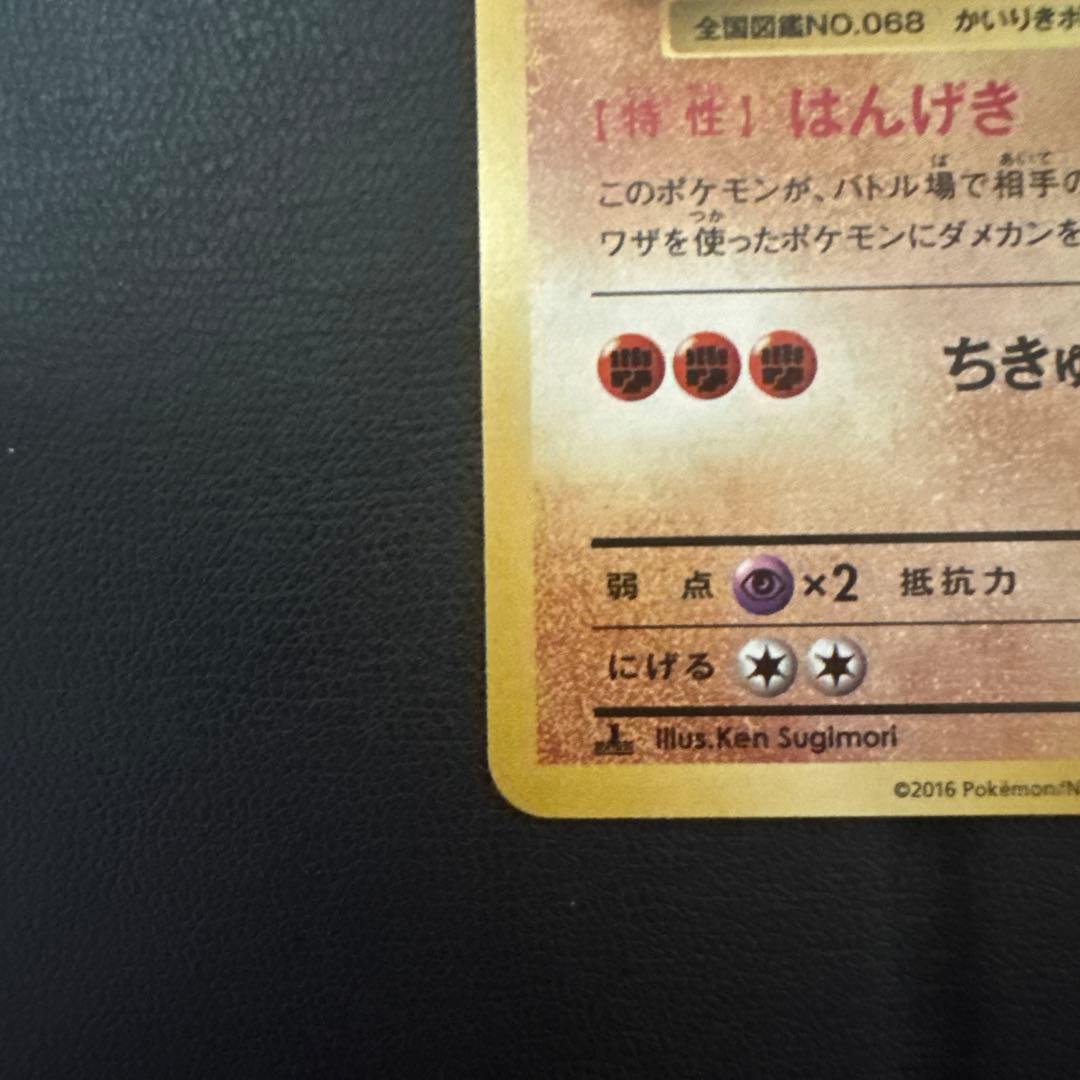 全国図鑑NO.068 かいりきポ
【特性】 はんげき
ば あいて
このポケモンが、バトル場で相手の
つか
ワザを使ったポケモンにダメカンを
ちきゅ
弱 点 ×2 抵抗力
にげる
1 Illus.Ken Sugimori
©2016 Pokémon/N